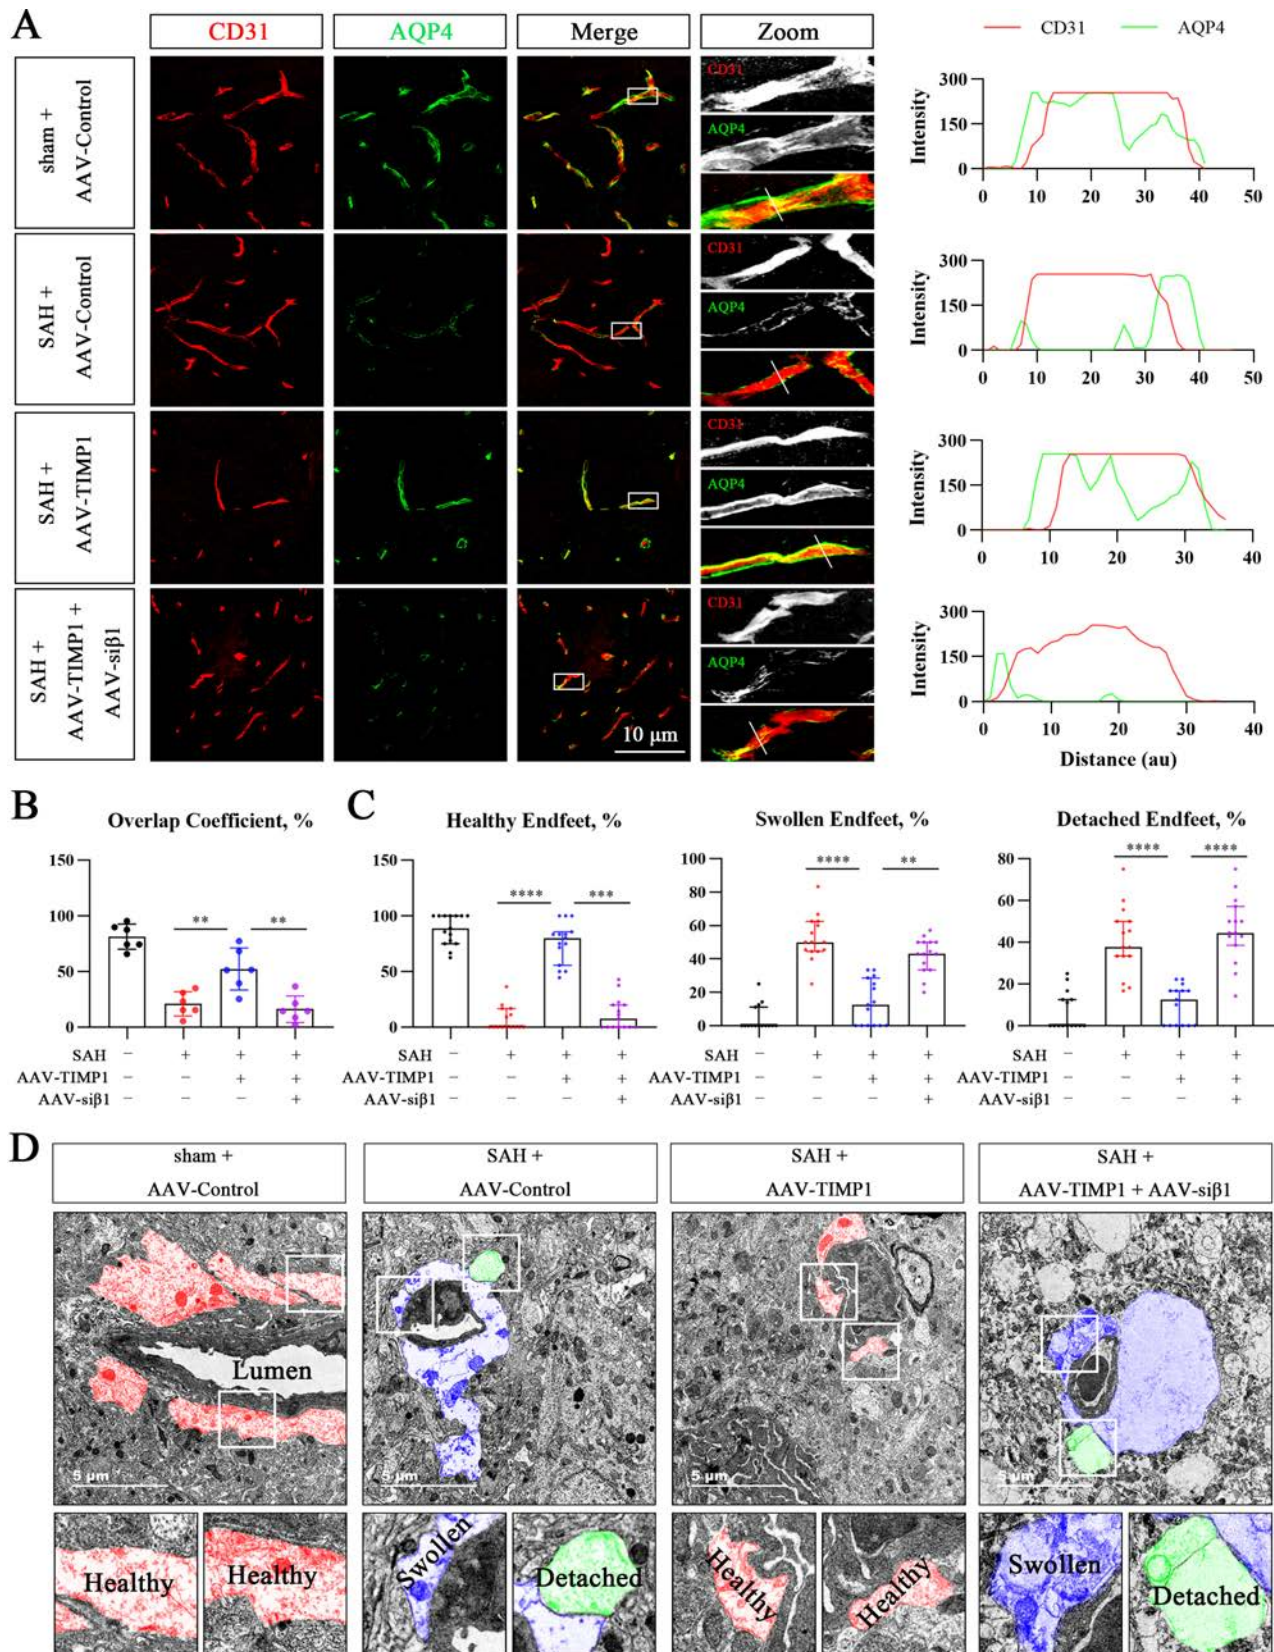 A
CD31
AQP4
Merge
Zoom
CD31
AQP4
sham +
AAV-Control
CD31
AQP4
Intensity
300
150
0
0 10 20 30 40 50
SAH +
AAV-Control
CD31
AQP4
Intensity
300
150
0
0 10 20 30 40 50
SAH +
AAV-TIMP1
CD31
AQP4
Intensity
300
150
0
0 10 20 30 40
SAH +
AAV-TIMP1 +
AAV-siβ1
10 μm
CD31
AQP4
Intensity
300
150
0
0 10 20 30 40
Distance (au)
B
Overlap Coefficient, %
150
100
50
0
** **
SAH − + + +
AAV-TIMP1 − − + +
AAV-siβ1 − − − +
C
Healthy Endfeet, %
150
100
50
0
**** ***
SAH − + + +
AAV-TIMP1 − − + +
AAV-siβ1 − − − +
Swollen Endfeet, %
100
80
60
40
20
0
**** **
SAH − + + +
AAV-TIMP1 − − + +
AAV-siβ1 − − − +
Detached Endfeet, %
80
60
40
20
0
**** ****
SAH − + + +
AAV-TIMP1 − − + +
AAV-siβ1 − − − +
D
sham +
AAV-Control
SAH +
AAV-Control
SAH +
AAV-TIMP1
SAH +
AAV-TIMP1 + AAV-siβ1
Lumen
5 μm
5 μm
5 μm
5 μm
Healthy
Healthy
Swollen
Detached
Healthy
Healthy
Swollen
Detached